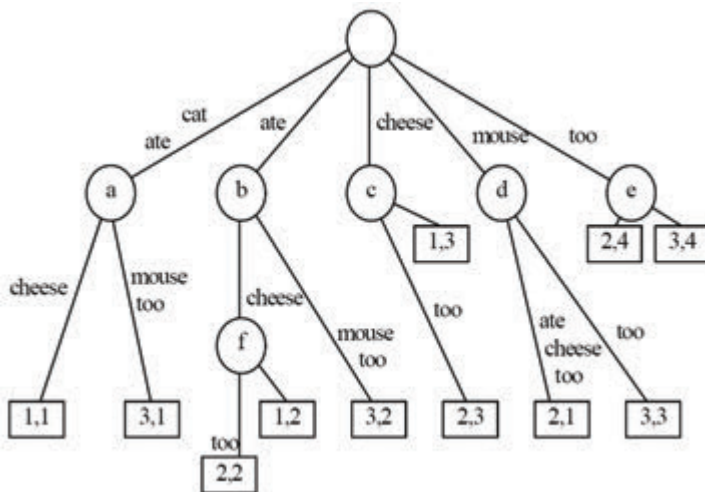 cat
ate
ate
cheese
mouse
too
a
b
c
d
e
1,3
2,4
3,4
cheese
mouse
too
cheese
mouse
too
too
ate
cheese
too
too
f
1,1
3,1
1,2
3,2
2,3
2,1
3,3
too
2,2